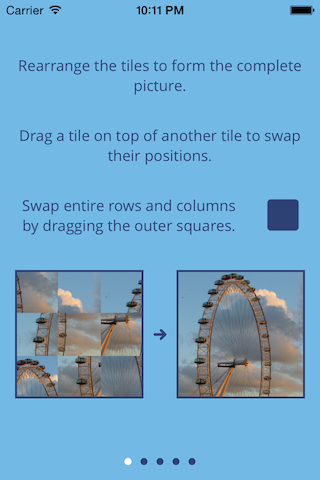 Carrier 10:11 PM
Rearrange the tiles to form the complete
picture.
Drag a tile on top of another tile to swap
their positions.
Swap entire rows and columns
by dragging the outer squares.